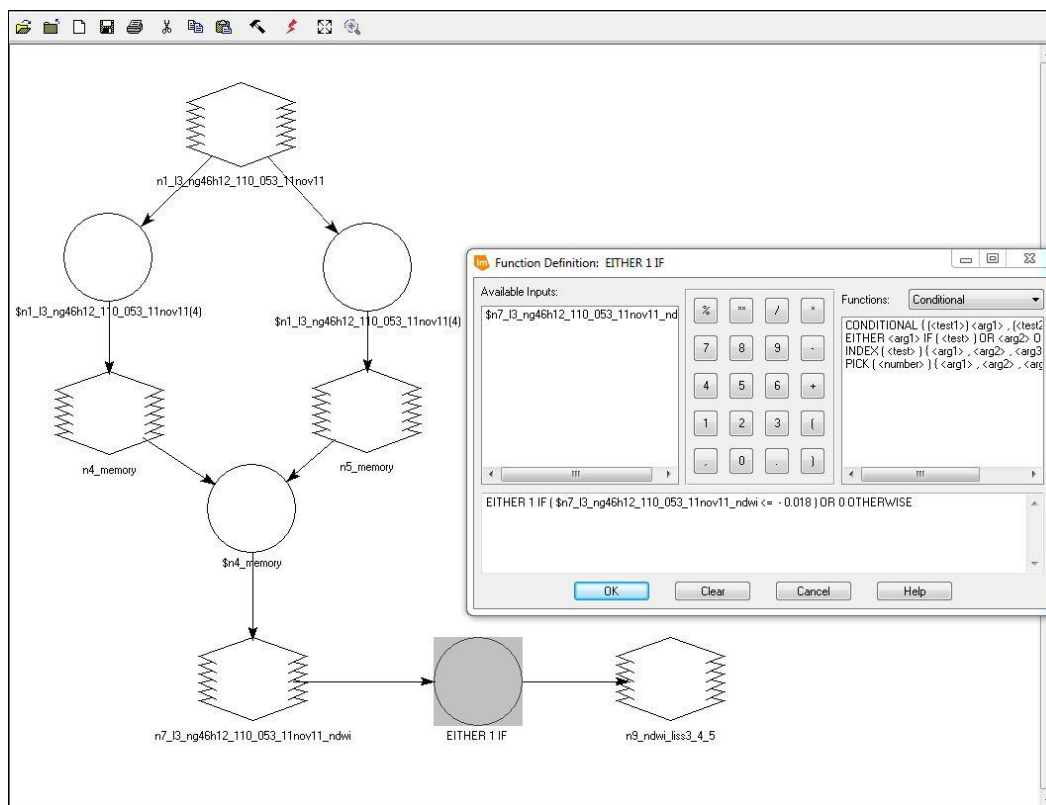 n1_l3_ng46h12_110_053_11nov11
$n1_l3_ng46h12_110_053_11nov11(4)
$n1_l3_ng46h12_110_053_11nov11(4)
n4_memory
n5_memory
$n4_memory
n7_l3_ng46h12_110_053_11nov11_ndwi
EITHER 1 IF
n9_ndwi_liss3_4_5
Im Function Definition: EITHER 1 IF
Available Inputs:
$n7_l3_ng46h12_110_053_11nov11_nd
% ** / *
7 8 9 -
4 5 6 +
1 2 3 (
, 0 . )
Functions: Conditional
CONDITIONAL { (<test1>) <arg1> , (<test2
EITHER <arg1> IF ( <test> ) OR <arg2> O
INDEX ( <test> ) { <arg1> , <arg2> , <arg3
PICK ( <number> ) { <arg1> , <arg2> , <arg
EITHER 1 IF ( $n7_l3_ng46h12_110_053_11nov11_ndwi <= - 0.018 ) OR 0 OTHERWISE
OK Clear Cancel Help